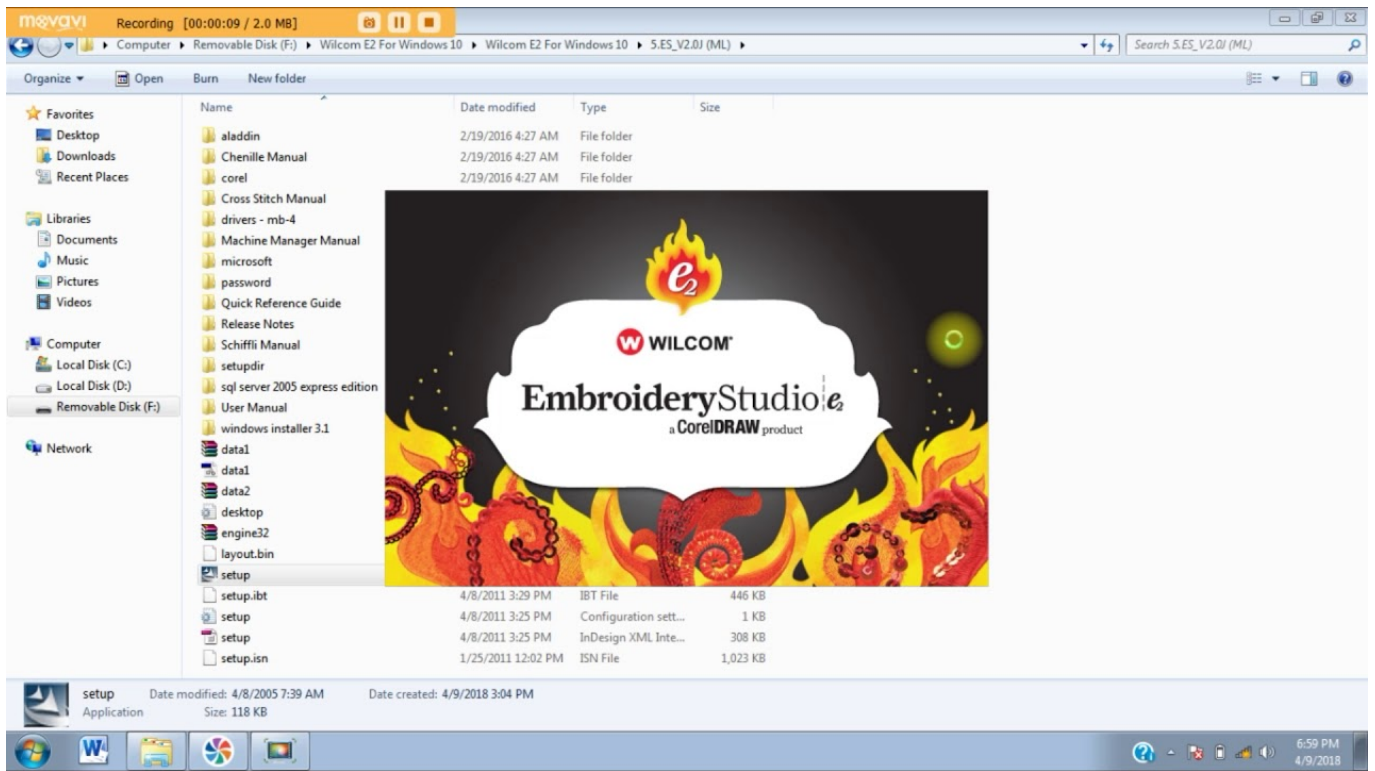 movavi Recording [00:00:09 / 2.0 MB]
Computer Removable Disk (F:) Wilcom E2 For Windows 10 Wilcom E2 For Windows 10 5.ES_V2.0J (ML) Search 5.ES_V2.0J (ML)
Organize Open Burn New folder
Name Date modified Type Size
Favorites
Desktop
Downloads
Recent Places
Libraries
Documents
Music
Pictures
Videos
Computer
Local Disk (C:)
Local Disk (D:)
Removable Disk (F:)
Network
aladdin 2/19/2016 4:27 AM File folder
Chenille Manual 2/19/2016 4:27 AM File folder
corel 2/19/2016 4:27 AM File folder
Cross Stitch Manual
drivers - mb-4
Machine Manager Manual
microsoft
password
Quick Reference Guide
Release Notes
Schiffli Manual
setupdir
sql server 2005 express edition
User Manual
windows installer 3.1
data1
data1
data2
desktop
engine32
layout.bin
setup
setup.ibt 4/8/2011 3:29 PM IBT File 446 KB
setup 4/8/2011 3:25 PM Configuration sett... 1 KB
setup 4/8/2011 3:25 PM InDesign XML Inte... 308 KB
setup.isn 1/25/2011 12:02 PM ISN File 1,023 KB
e2
W WILCOM
EmbroideryStudio e2
a CorelDRAW product
setup Date modified: 4/8/2005 7:39 AM Date created: 4/9/2018 3:04 PM
Application Size: 118 KB
W
6:59 PM
4/9/2018